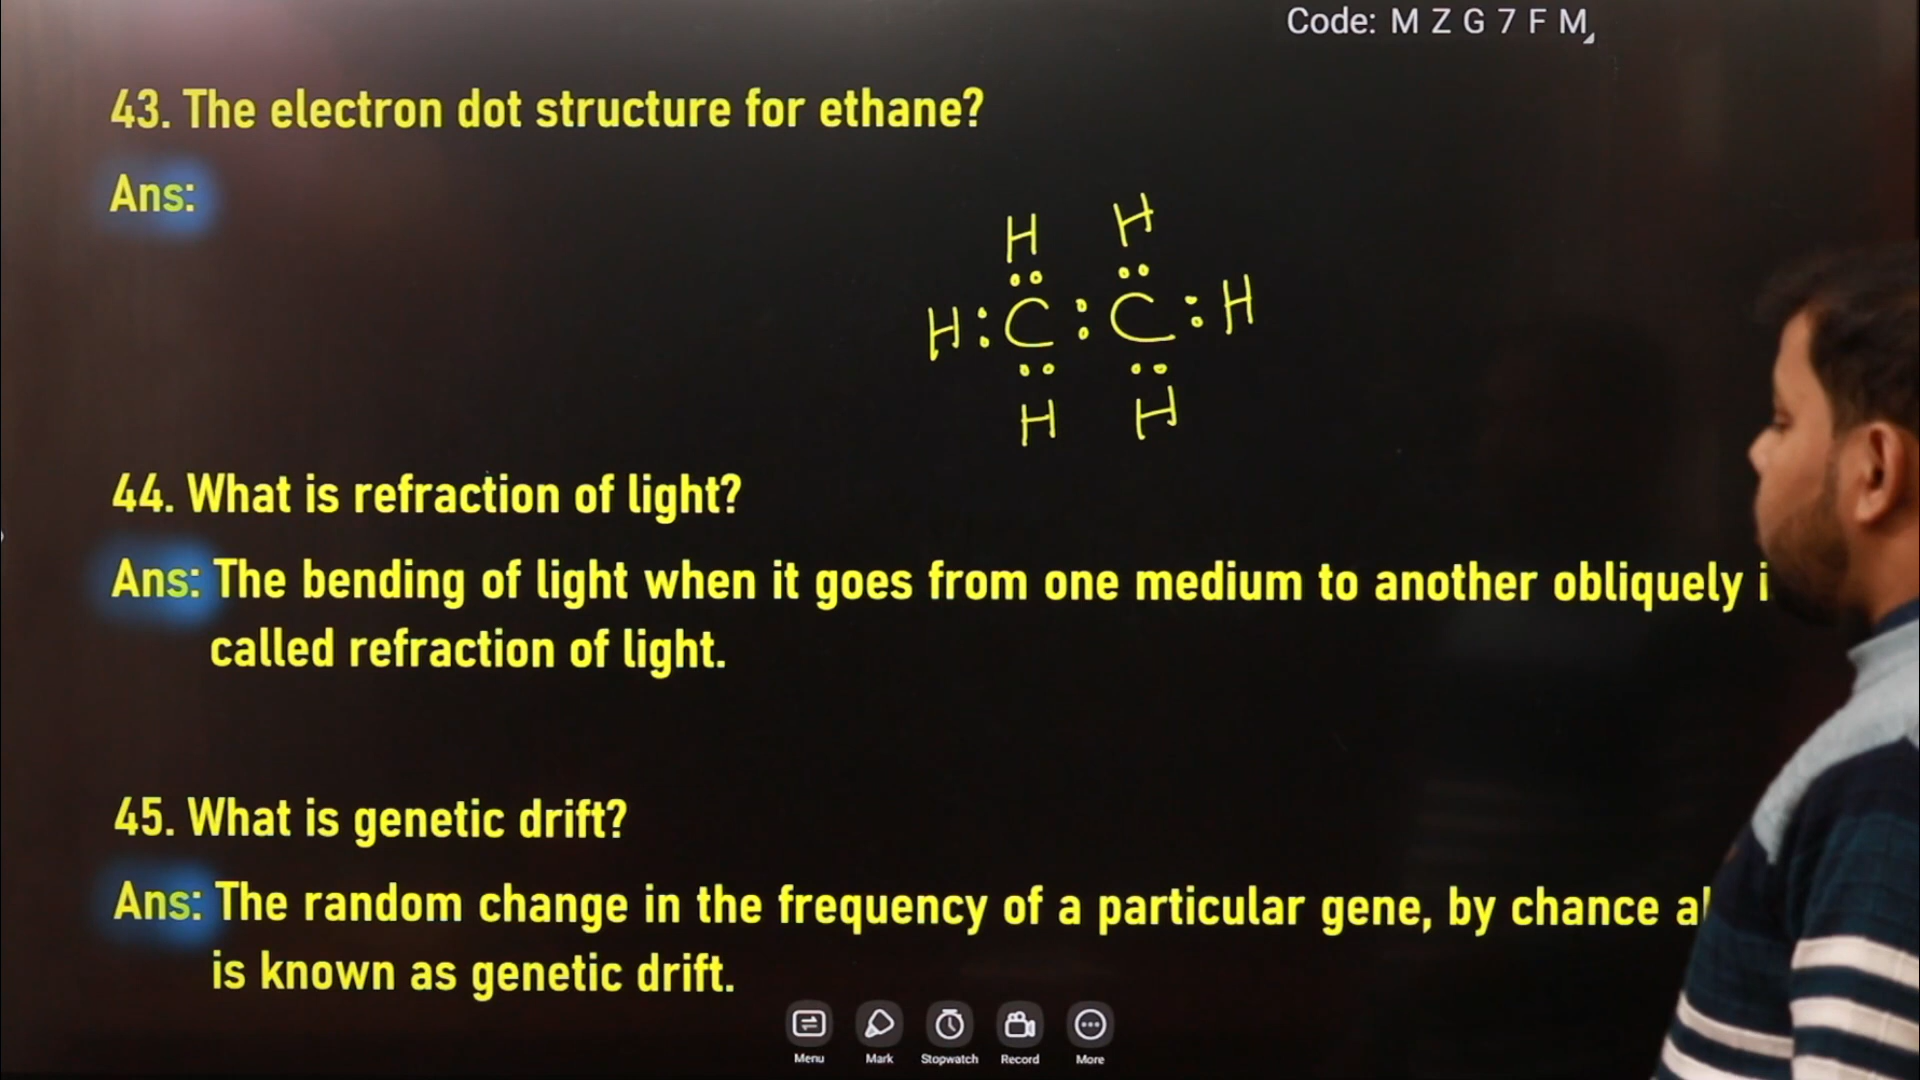 Code: M Z G 7 F M
43. The electron dot structure for ethane?
Ans:
H H
H : C : C : H
H H
44. What is refraction of light?
Ans: The bending of light when it goes from one medium to another obliquely
called refraction of light.
45. What is genetic drift?
Ans: The random change in the frequency of a particular gene, by chance
is known as genetic drift.
Menu Mark Stopwatch Record More